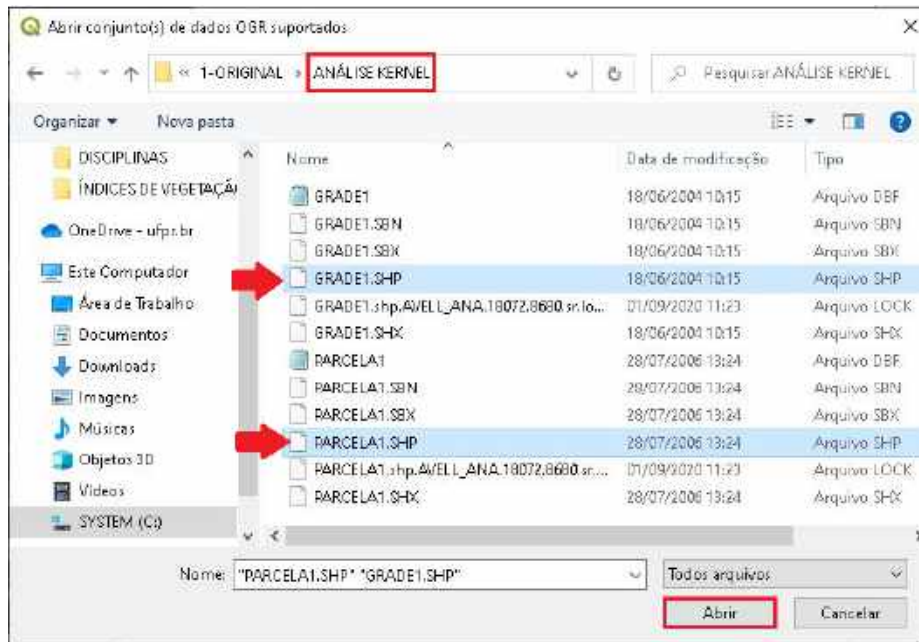 Abrir conjunto(s) de dados OGR suportados
« 1-ORIGINAL › ANÁLISE KERNEL
Pesquisar ANÁLISE KERNEL
Organizar
Nova pasta
DISCIPLINAS
ÍNDICES DE VEGETAÇÃ
OneDrive - ufpr.br
Este Computador
Área de Trabalho
Documentos
Downloads
Imagens
Músicas
Objetos 3D
Vídeos
SYSTEM (C:)
Nome Data de modificação Tipo
GRADE1 18/06/2004 10:15 Arquivo DBF
GRADE1.SBN 18/06/2004 10:15 Arquivo SBN
GRADE1.SBX 18/06/2004 10:15 Arquivo SBX
GRADE1.SHP 18/06/2004 10:15 Arquivo SHP
GRADE1.shp.AVELL_ANA.18072.8680.sr.lo... 01/09/2020 11:23 Arquivo LOCK
GRADE1.SHX 18/06/2004 10:15 Arquivo SHX
PARCELA1 28/07/2006 13:24 Arquivo DBF
PARCELA1.SBN 28/07/2006 13:24 Arquivo SBN
PARCELA1.SBX 28/07/2006 13:24 Arquivo SBX
PARCELA1.SHP 28/07/2006 13:24 Arquivo SHP
PARCELA1.shp.AVELL_ANA.18072.8680.sr.... 01/09/2020 11:23 Arquivo LOCK
PARCELA1.SHX 28/07/2006 13:24 Arquivo SHX
Nome: "PARCELA1.SHP" "GRADE1.SHP"
Todos arquivos
Abrir
Cancelar